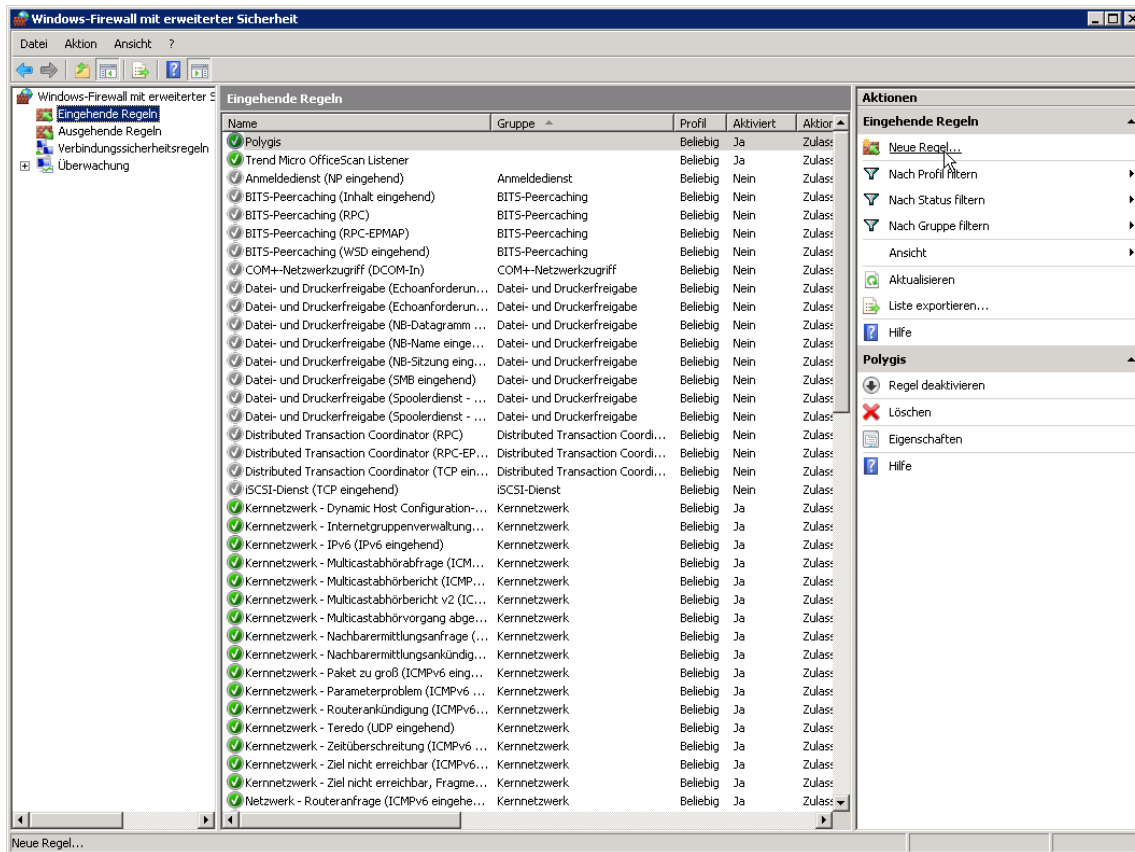 Windows-Firewall mit erweiterter Sicherheit
Datei Aktion Ansicht ?
Windows-Firewall mit erweiterter S
Eingehende Regeln
Ausgehende Regeln
Verbindungssicherheitsregeln
Überwachung
Eingehende Regeln
Name Gruppe Profil Aktiviert Aktion
Polygis Beliebig Ja Zulass
Trend Micro OfficeScan Listener Beliebig Ja Zulass
Anmeldedienst (NP eingehend) Anmeldedienst Beliebig Nein Zulass
BITS-Peercaching (Inhalt eingehend) BITS-Peercaching Beliebig Nein Zulass
BITS-Peercaching (RPC) BITS-Peercaching Beliebig Nein Zulass
BITS-Peercaching (RPC-EPMAP) BITS-Peercaching Beliebig Nein Zulass
BITS-Peercaching (WSD eingehend) BITS-Peercaching Beliebig Nein Zulass
COM+-Netzwerkzugriff (DCOM-In) COM+-Netzwerkzugriff Beliebig Nein Zulass
Datei- und Druckerfreigabe (Echoanforderun... Datei- und Druckerfreigabe Beliebig Nein Zulass
Datei- und Druckerfreigabe (Echoanforderun... Datei- und Druckerfreigabe Beliebig Nein Zulass
Datei- und Druckerfreigabe (NB-Datagramm ... Datei- und Druckerfreigabe Beliebig Nein Zulass
Datei- und Druckerfreigabe (NB-Name einge... Datei- und Druckerfreigabe Beliebig Nein Zulass
Datei- und Druckerfreigabe (NB-Sitzung eing... Datei- und Druckerfreigabe Beliebig Nein Zulass
Datei- und Druckerfreigabe (SMB eingehend) Datei- und Druckerfreigabe Beliebig Nein Zulass
Datei- und Druckerfreigabe (Spoolerdienst - ... Datei- und Druckerfreigabe Beliebig Nein Zulass
Datei- und Druckerfreigabe (Spoolerdienst - ... Datei- und Druckerfreigabe Beliebig Nein Zulass
Distributed Transaction Coordinator (RPC) Distributed Transaction Coordi... Beliebig Nein Zulass
Distributed Transaction Coordinator (RPC-EP... Distributed Transaction Coordi... Beliebig Nein Zulass
Distributed Transaction Coordinator (TCP ein... Distributed Transaction Coordi... Beliebig Nein Zulass
iSCSI-Dienst (TCP eingehend) iSCSI-Dienst Beliebig Nein Zulass
Kernnetzwerk - Dynamic Host Configuration-... Kernnetzwerk Beliebig Ja Zulass
Kernnetzwerk - Internetgruppenverwaltung... Kernnetzwerk Beliebig Ja Zulass
Kernnetzwerk - IPv6 (IPv6 eingehend) Kernnetzwerk Beliebig Ja Zulass
Kernnetzwerk - Multicastabhörabfrage (ICM... Kernnetzwerk Beliebig Ja Zulass
Kernnetzwerk - Multicastabhörbericht (ICMP... Kernnetzwerk Beliebig Ja Zulass
Kernnetzwerk - Multicastabhörbericht v2 (IC... Kernnetzwerk Beliebig Ja Zulass
Kernnetzwerk - Multicastabhörvorgang abge... Kernnetzwerk Beliebig Ja Zulass
Kernnetzwerk - Nachbarermittlungsanfrage (... Kernnetzwerk Beliebig Ja Zulass
Kernnetzwerk - Nachbarermittlungsankündig... Kernnetzwerk Beliebig Ja Zulass
Kernnetzwerk - Paket zu groß (ICMPv6 eing... Kernnetzwerk Beliebig Ja Zulass
Kernnetzwerk - Parameterproblem (ICMPv6 ... Kernnetzwerk Beliebig Ja Zulass
Kernnetzwerk - Routerankündigung (ICMPv6... Kernnetzwerk Beliebig Ja Zulass
Kernnetzwerk - Teredo (UDP eingehend) Kernnetzwerk Beliebig Ja Zulass
Kernnetzwerk - Zeitüberschreitung (ICMPv6 ... Kernnetzwerk Beliebig Ja Zulass
Kernnetzwerk - Ziel nicht erreichbar (ICMPv6... Kernnetzwerk Beliebig Ja Zulass
Kernnetzwerk - Ziel nicht erreichbar, Fragme... Kernnetzwerk Beliebig Ja Zulass
Netzwerk - Routeranfrage (ICMPv6 eingehe... Kernnetzwerk Beliebig Ja Zulass
Aktionen
Eingehende Regeln
Neue Regel...
Nach Profil filtern
Nach Status filtern
Nach Gruppe filtern
Ansicht
Aktualisieren
Liste exportieren...
Hilfe
Polygis
Regel deaktivieren
Löschen
Eigenschaften
Hilfe
Neue Regel...